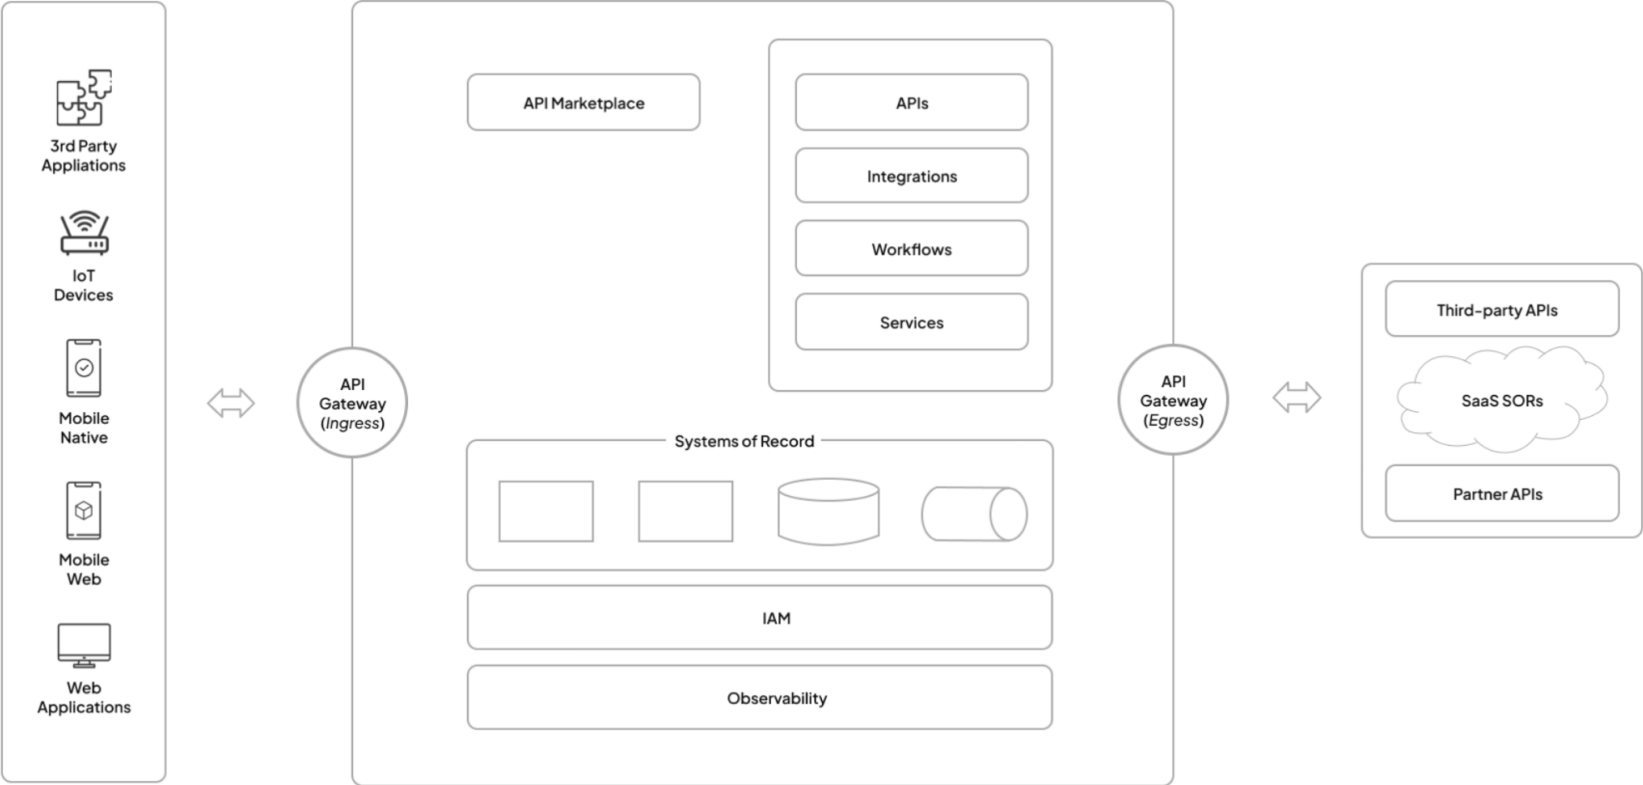 3rd Party
Appliations
IoT
Devices
Mobile
Native
Mobile
Web
Web
Applications
API
Gateway
(Ingress)
API Marketplace
APIs
Integrations
Workflows
Services
Systems of Record
IAM
Observability
API
Gateway
(Egress)
Third-party APIs
SaaS SORs
Partner APIs